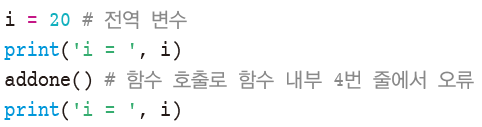 i = 20 # 전역 변수
print('i = ', i)
addone() # 함수 호출로 함수 내부 4번 줄에서 오류
print('i = ', i)